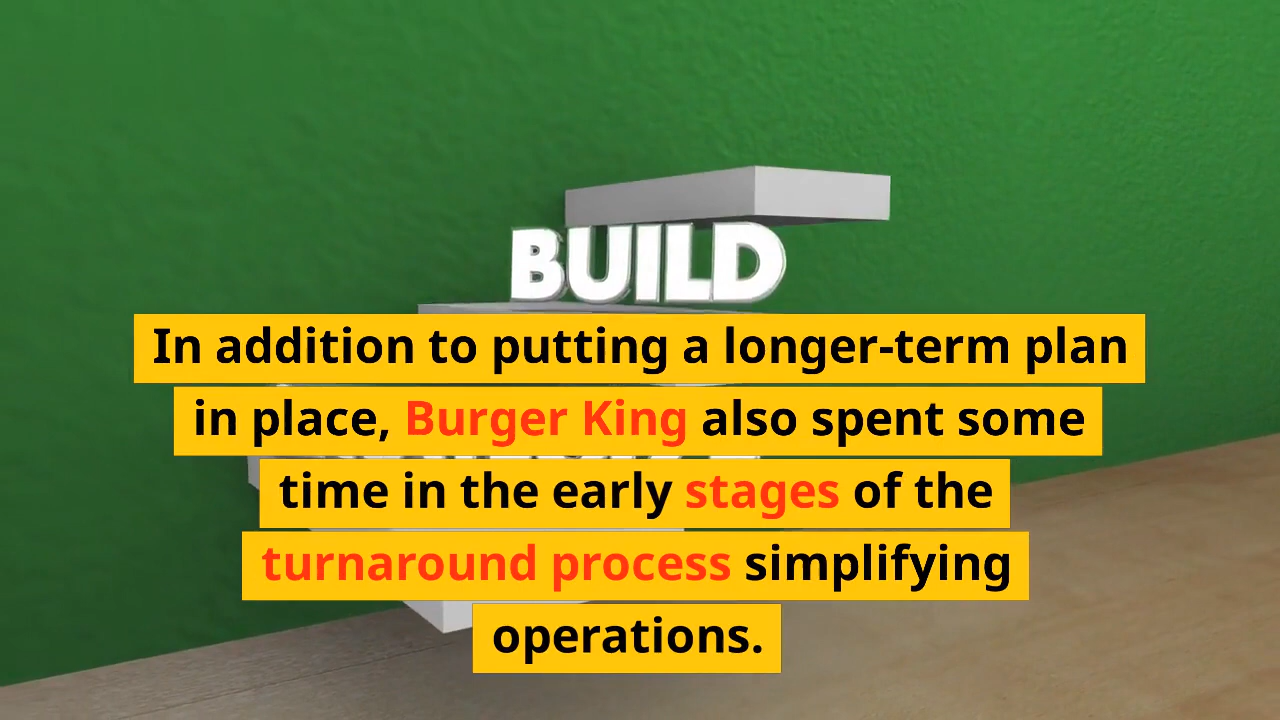 BUILD
In addition to putting a longer-term plan
in place, Burger King also spent some
time in the early stages of the
turnaround process simplifying
operations.